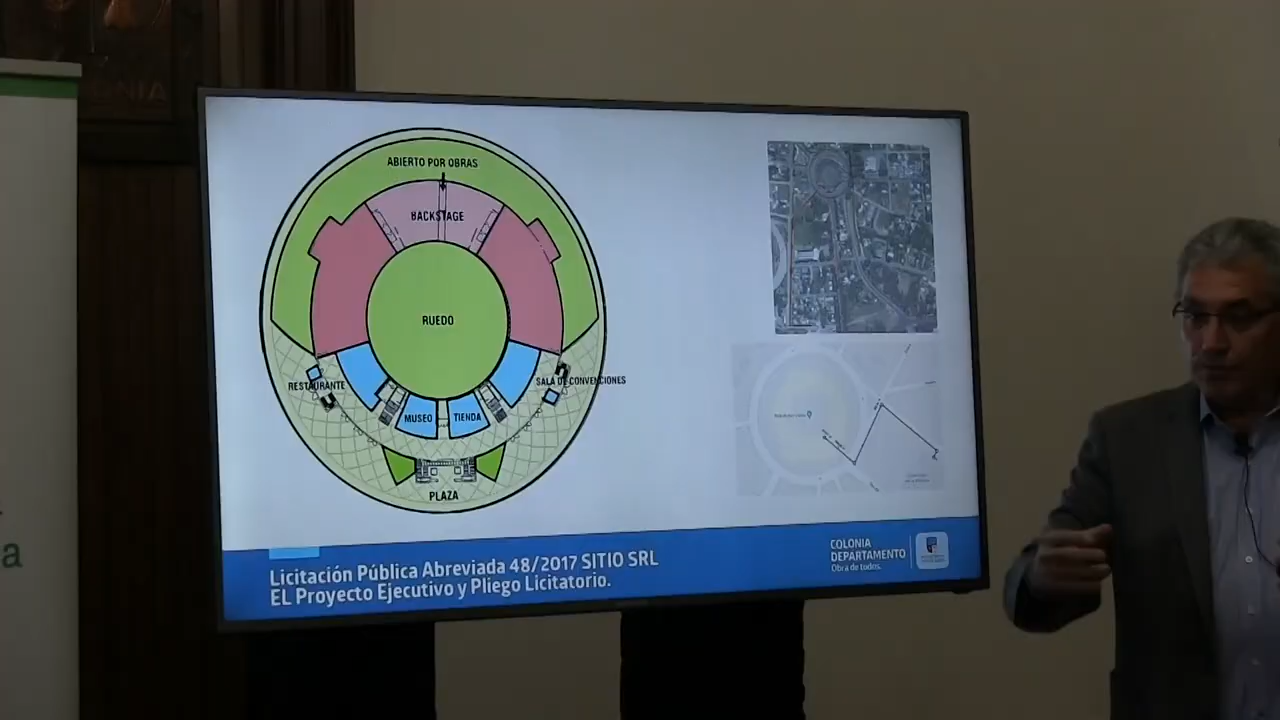 ABIERTO POR OBRAS
BACKSTAGE
RUEDO
RESTAURANTE
SALA DE CONVENCIONES
MUSEO
TIENDA
PLAZA
Licitación Pública Abreviada 48/2017 SITIO SRL
EL Proyecto Ejecutivo y Pliego Licitatorio.
COLONIA
DEPARTAMENTO
Obra de todos.
a